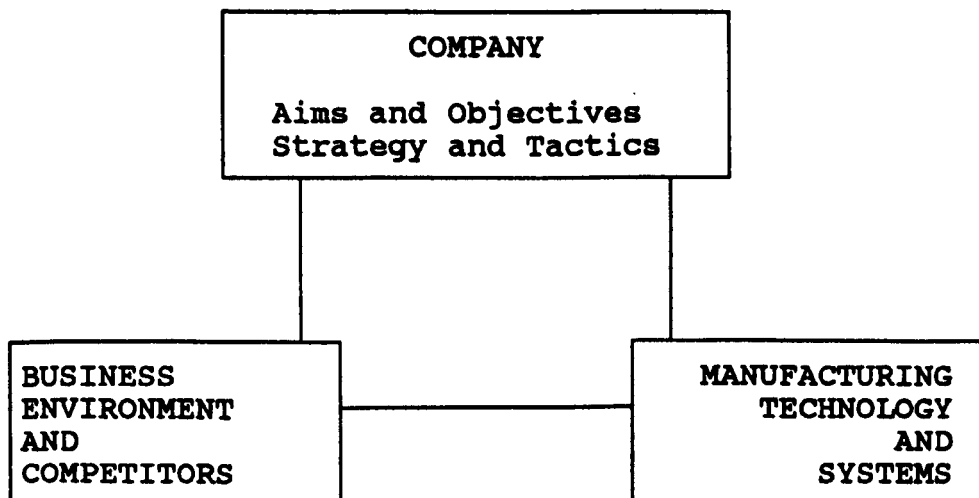 COMPANY
Aims and Objectives
Strategy and Tactics
BUSINESS
ENVIRONMENT
AND
COMPETITORS
MANUFACTURING
TECHNOLOGY
AND
SYSTEMS